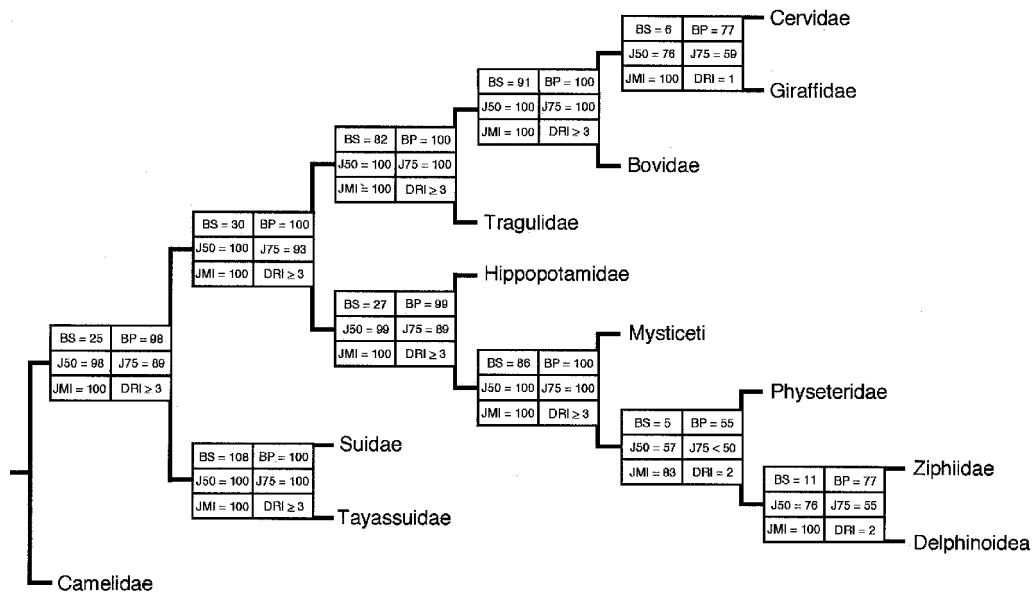 Cervidae
BS = 6 BP = 77
J50 = 76 J75 = 59
JMI = 100 DRI = 1
Giraffidae
BS = 91 BP = 100
J50 = 100 J75 = 100
JMI = 100 DRI ≥ 3
Bovidae
BS = 82 BP = 100
J50 = 100 J75 = 100
JMI = 100 DRI ≥ 3
Tragulidae
BS = 30 BP = 100
J50 = 100 J75 = 93
JMI = 100 DRI ≥ 3
Hippopotamidae
BS = 27 BP = 99
J50 = 99 J75 = 89
JMI = 100 DRI ≥ 3
Mysticeti
BS = 25 BP = 98
J50 = 98 J75 = 89
JMI = 100 DRI ≥ 3
BS = 86 BP = 100
J50 = 100 J75 = 100
JMI = 100 DRI ≥ 3
Physeteridae
BS = 5 BP = 55
J50 = 57 J75 < 50
JMI = 83 DRI = 2
Suidae
BS = 108 BP = 100
J50 = 100 J75 = 100
JMI = 100 DRI ≥ 3
Tayassuidae
Ziphiidae
BS = 11 BP = 77
J50 = 76 J75 = 55
JMI = 100 DRI = 2
Delphinoidea
Camelidae